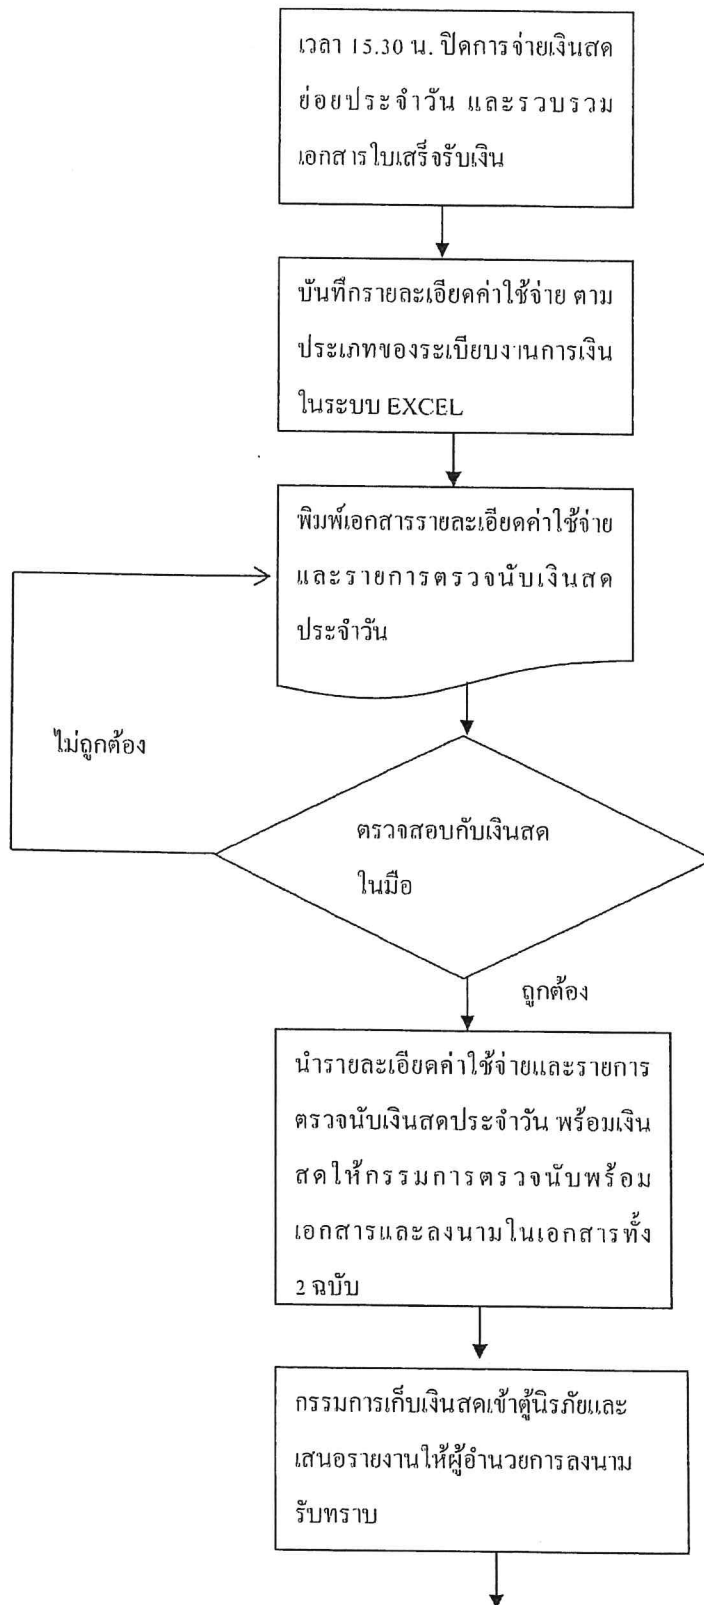 เวลา 15.30 น. ปิดการจ่ายเงินสด
ย่อยประจำวัน และรวบรวม
เอกสารใบเสร็จรับเงิน
บันทึกรายละเอียดค่าใช้จ่าย ตาม
ประเภทของระเบียบงานการเงิน
ในระบบ EXCEL
พิมพ์เอกสารรายละเอียดค่าใช้จ่าย
และรายการตรวจนับเงินสด
ประจำวัน
ไม่ถูกต้อง
ตรวจสอบกับเงินสด
ในมือ
ถูกต้อง
นำรายละเอียดค่าใช้จ่ายและรายการ
ตรวจนับเงินสดประจำวัน พร้อมเงิน
สดให้กรรมการตรวจนับพร้อม
เอกสารและลงนามในเอกสารทั้ง
2 ฉบับ
กรรมการเก็บเงินสดเข้าตู้นิรภัยและ
เสนอรายงานให้ผู้อำนวยการลงนาม
รับทราบ